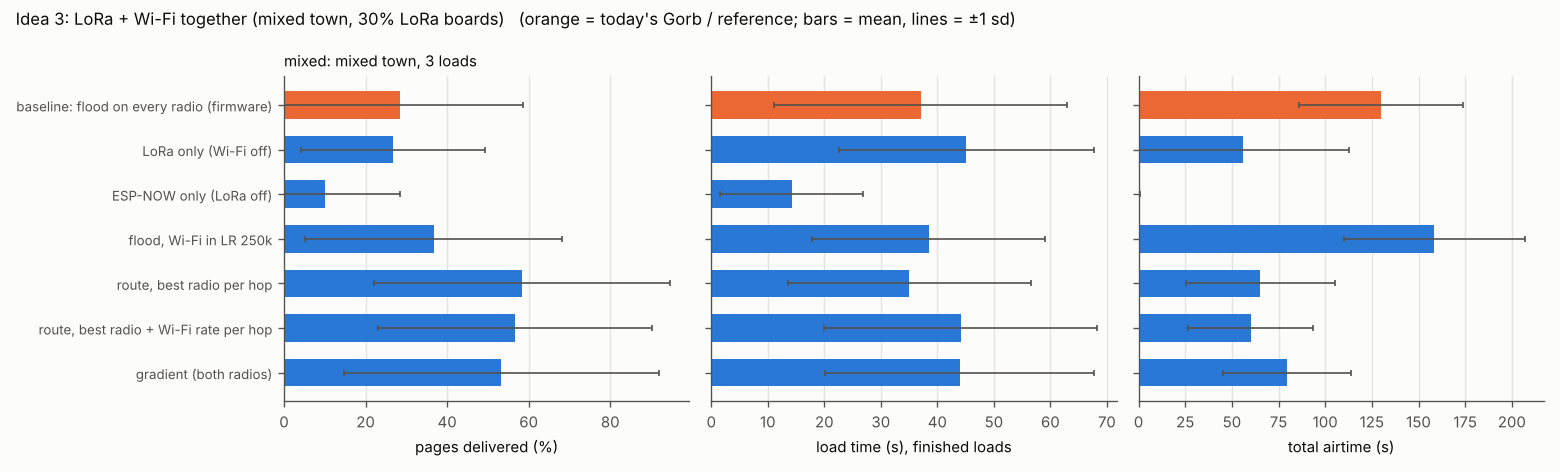 Idea 3: LoRa + Wi-Fi together (mixed town, 30% LoRa boards)   (orange = today's Gorb / reference; bars = mean, lines = ±1 sd)
mixed: mixed town, 3 loads
baseline: flood on every radio (firmware)
LoRa only (Wi-Fi off)
ESP-NOW only (LoRa off)
flood, Wi-Fi in LR 250k
route, best radio per hop
route, best radio + Wi-Fi rate per hop
gradient (both radios)
0 20 40 60 80
pages delivered (%)
0 10 20 30 40 50 60 70
load time (s), finished loads
0 25 50 75 100 125 150 175 200
total airtime (s)